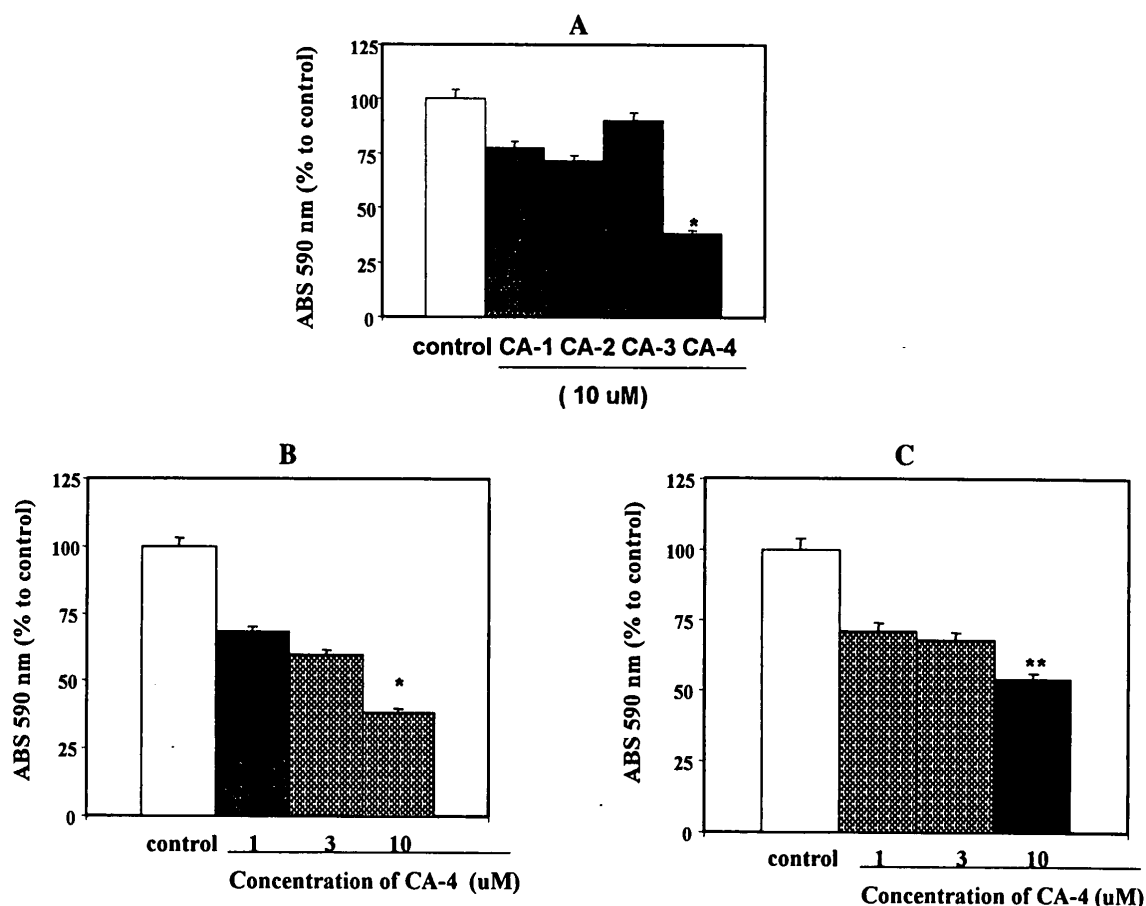 A
ABS 590 nm (% to control)
125
100
75
50
25
0
*
control CA-1 CA-2 CA-3 CA-4
( 10 uM)
B
ABS 590 nm (% to control)
125
100
75
50
25
0
*
control 1 3 10
Concentration of CA-4 (uM)
C
ABS 590 nm (% to control)
125
100
75
50
25
0
**
control 1 3 10
Concentration of CA-4 (uM)